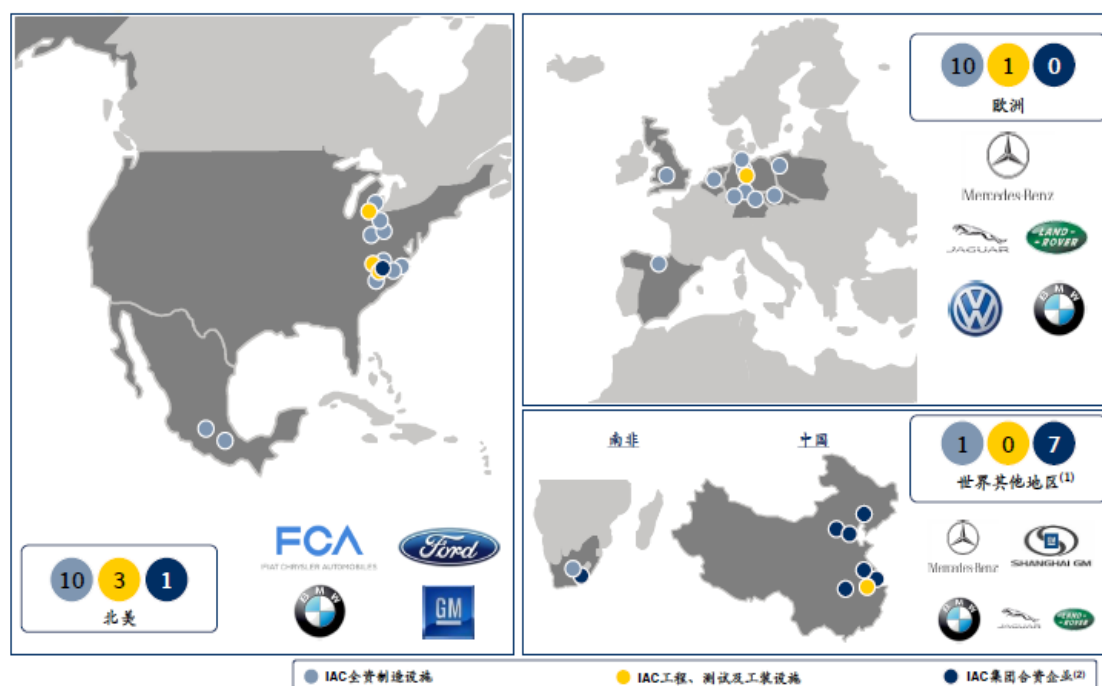 10 1 0
欧洲
Mercedes-Benz
JAGUAR
LAND-ROVER
BMW
10 3 1
北美
FCA
FIAT CHRYSLER AUTOMOBILES
Ford
BMW
GM
南非
中国
1 0 7
世界其他地区(1)
Mercedes-Benz
GM
SHANGHAI GM
BMW
JAGUAR
LAND-ROVER
IAC全资制造设施
IAC工程、测试及工装设施
IAC集团合资企业(2)